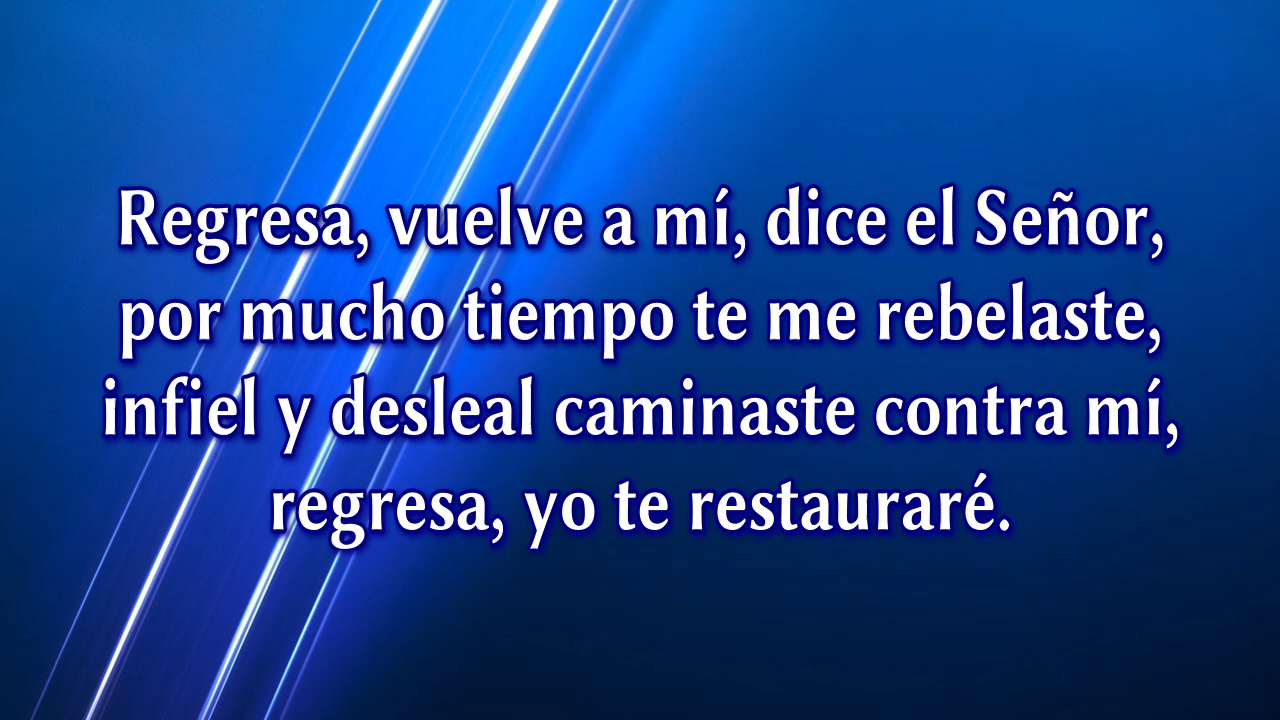 Regresa, vuelve a mí, dice el Señor,
por mucho tiempo te me rebelaste,
infiel y desleal caminaste contra mí,
regresa, yo te restauraré.